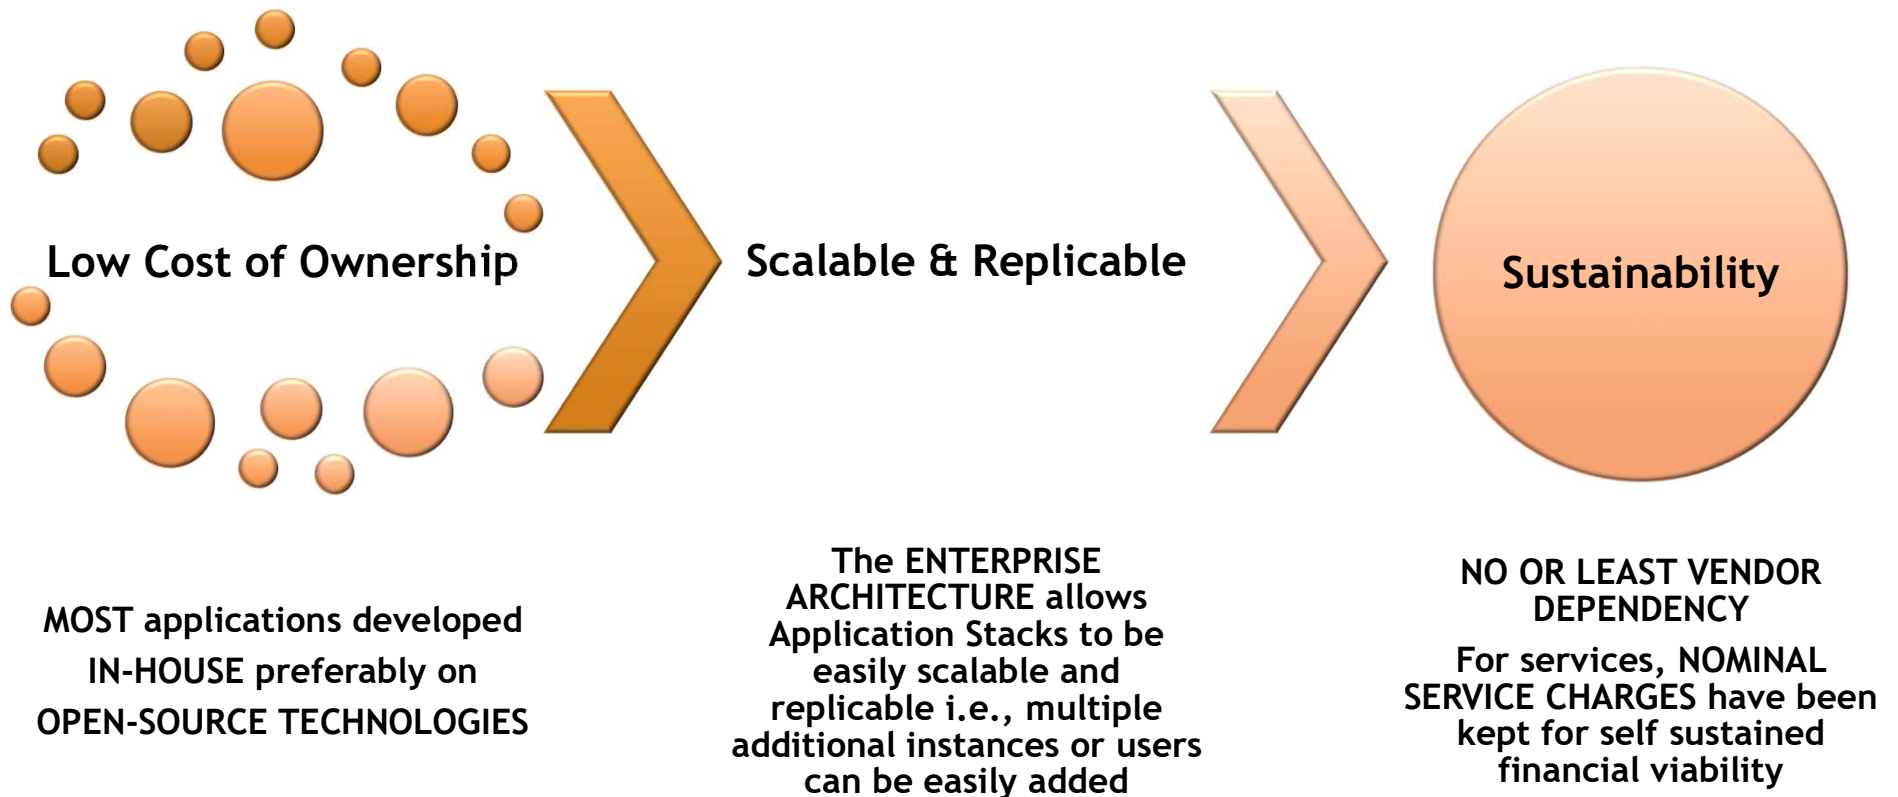 Low Cost of Ownership
Scalable & Replicable
Sustainability
MOST applications developed
IN-HOUSE preferably on
OPEN-SOURCE TECHNOLOGIES
The ENTERPRISE
ARCHITECTURE allows
Application Stacks to be
easily scalable and
replicable i.e., multiple
additional instances or users
can be easily added
NO OR LEAST VENDOR
DEPENDENCY
For services, NOMINAL
SERVICE CHARGES have been
kept for self sustained
financial viability